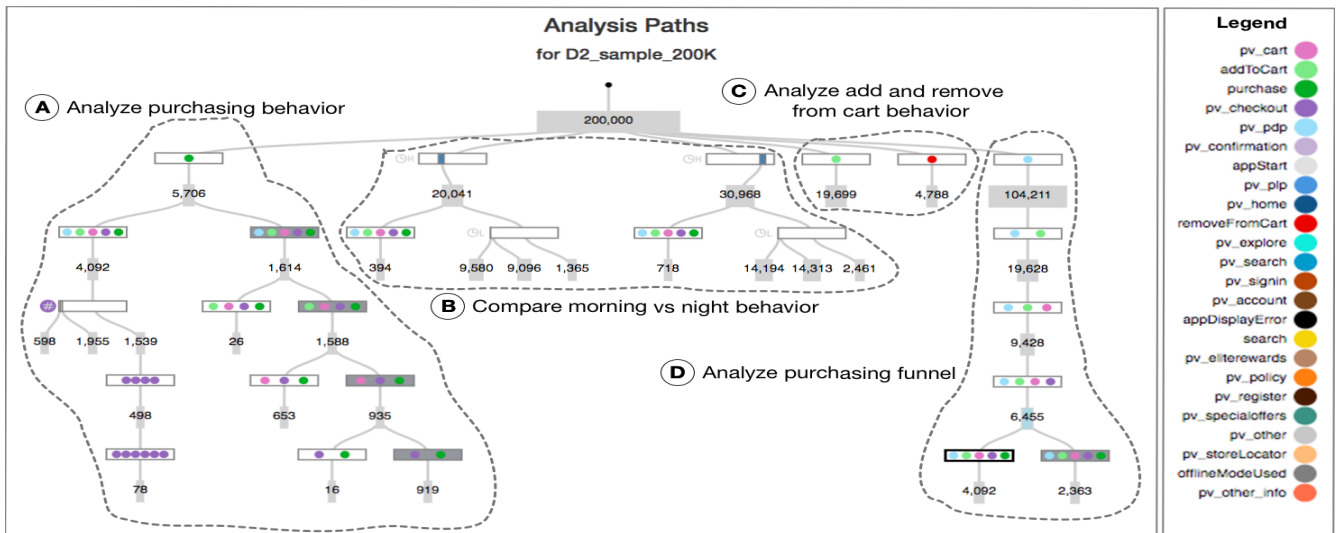 Analysis Paths
for D2_sample_200K
A Analyze purchasing behavior
C Analyze add and remove
from cart behavior
200,000
H
H
5,706
20,041
30,968
19,699
4,788
104,211
L
L
4,092
1,614
394
9,580
9,096
1,365
718
14,194
14,313
2,461
19,628
#
B Compare morning vs night behavior
598
1,955
1,539
26
1,588
9,428
D Analyze purchasing funnel
498
653
935
6,455
78
16
919
4,092
2,363
Legend
pv_cart
addToCart
purchase
pv_checkout
pv_pdp
pv_confirmation
appStart
pv_plp
pv_home
removeFromCart
pv_explore
pv_search
pv_signin
pv_account
appDisplayError
search
pv_eliterewards
pv_policy
pv_register
pv_specialoffers
pv_other
pv_storeLocator
offlineModeUsed
pv_other_info